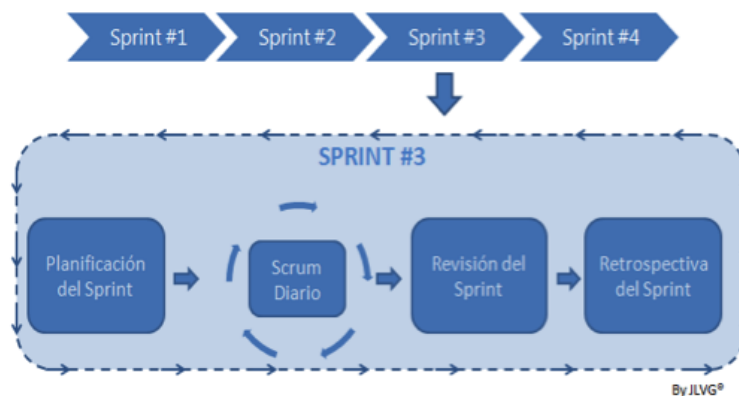 Sprint #1
Sprint #2
Sprint #3
Sprint #4
SPRINT #3
Planificación
del Sprint
Scrum
Diario
Revisión del
Sprint
Retrospectiva
del Sprint
By JLVG®